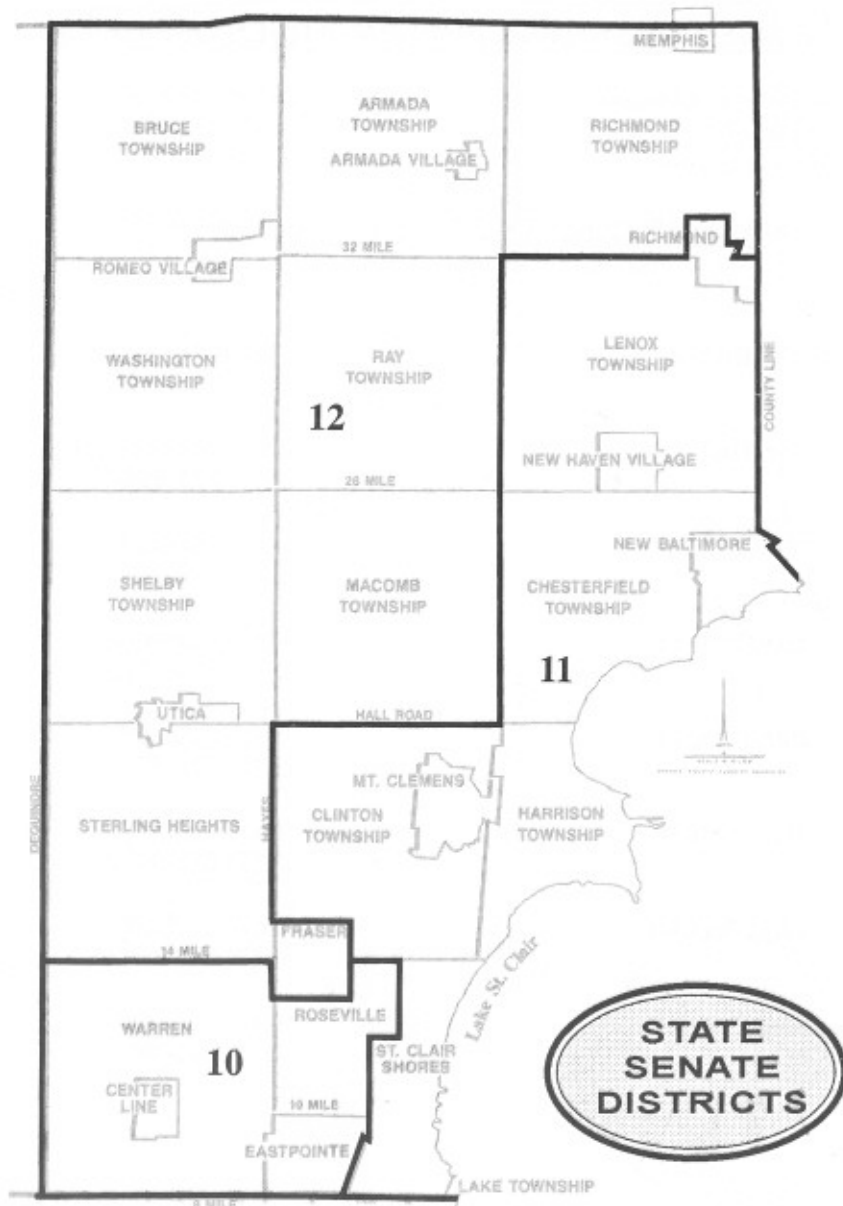 MEMPHIS
BRUCE
TOWNSHIP
ARMADA
TOWNSHIP
ARMADA VILLAGE
RICHMOND
TOWNSHIP
RICHMOND
32 MILE
ROMEO VILLAGE
WASHINGTON
TOWNSHIP
RAY
TOWNSHIP
12
LENOX
TOWNSHIP
COUNTY LINE
NEW HAVEN VILLAGE
26 MILE
NEW BALTIMORE
SHELBY
TOWNSHIP
MACOMB
TOWNSHIP
CHESTERFIELD
TOWNSHIP
11
UTICA
HALL ROAD
DEQUINDRE
STERLING HEIGHTS
HAYES
MT. CLEMENS
CLINTON
TOWNSHIP
HARRISON
TOWNSHIP
14 MILE
FRASER
Lake St. Clair
WARREN
10
ROSEVILLE
ST. CLAIR
SHORES
CENTER
LINE
10 MILE
EASTPOINTE
LAKE TOWNSHIP
8 MILE
STATE
SENATE
DISTRICTS